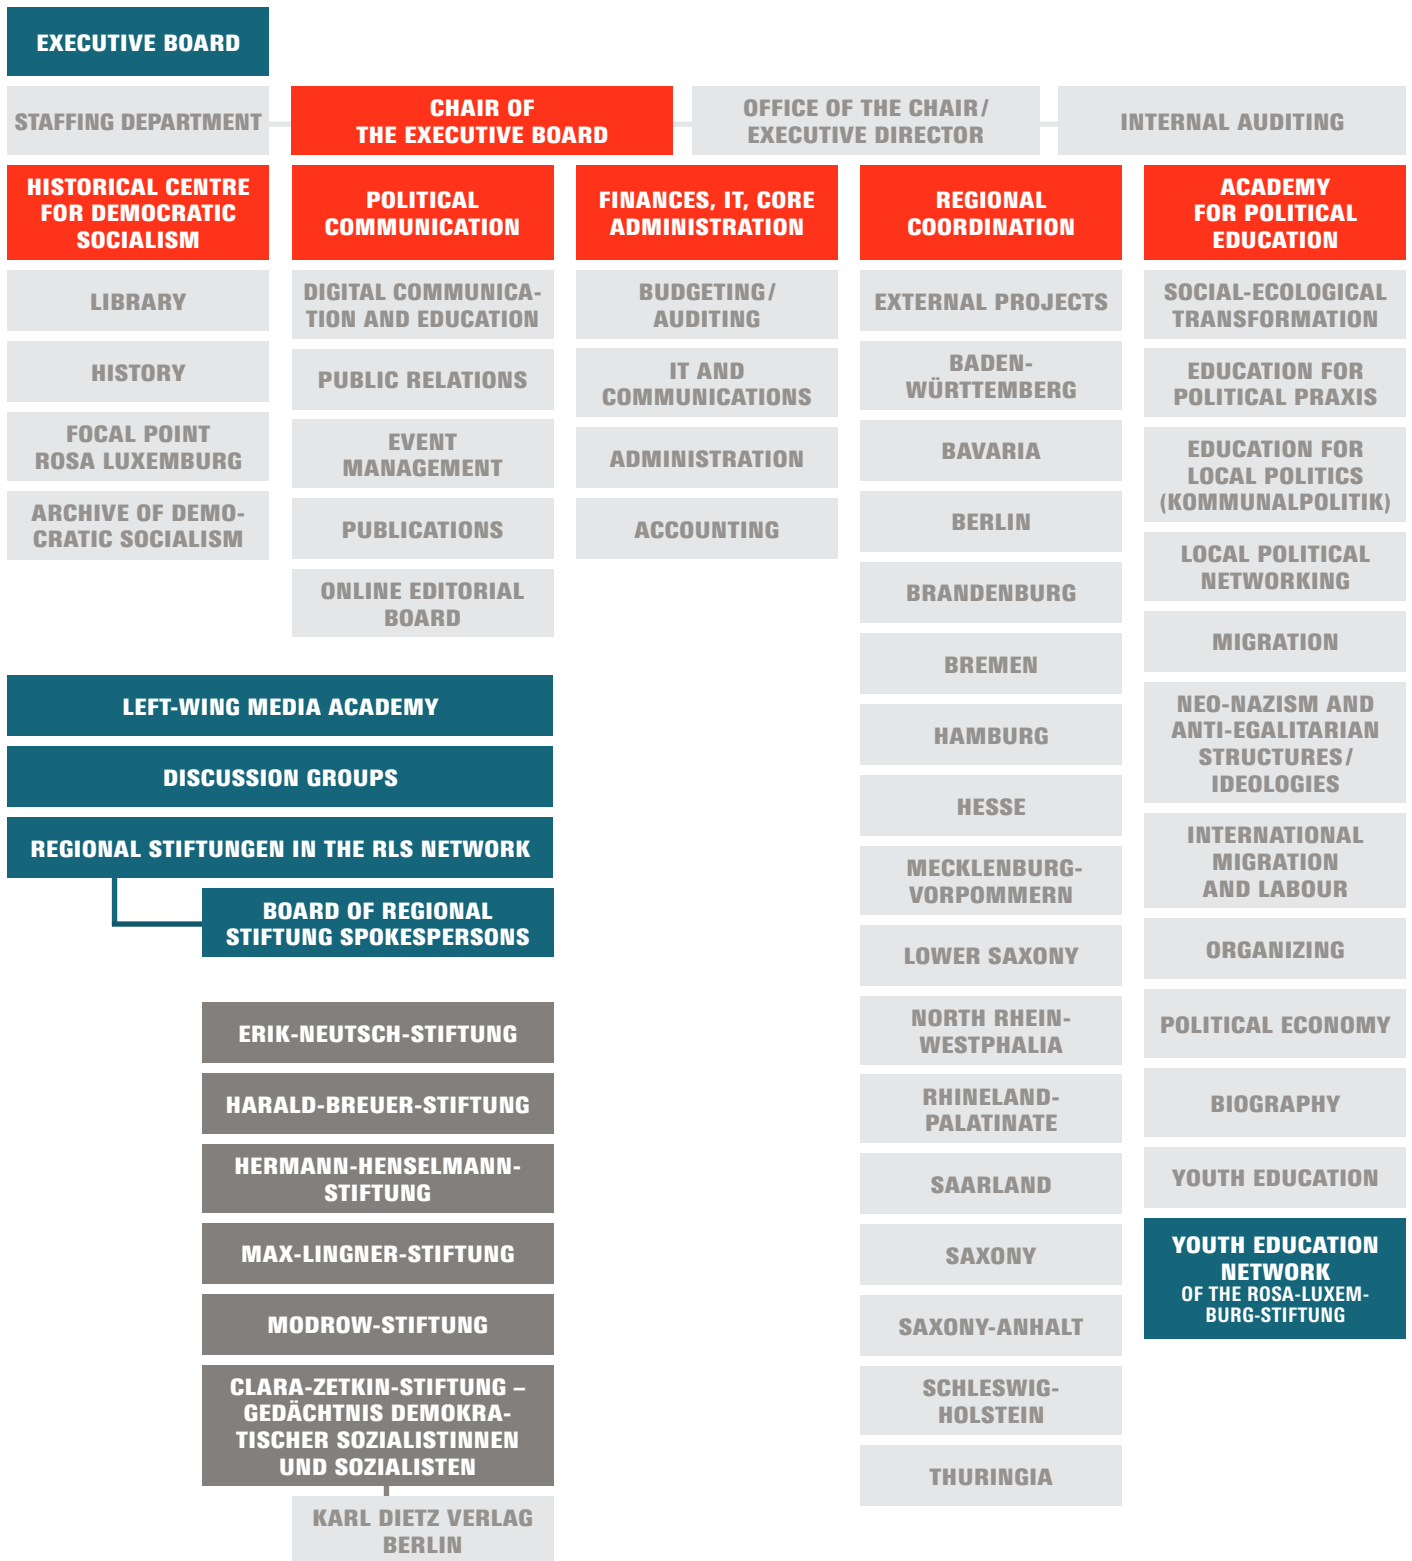 EXECUTIVE BOARD
STAFFING DEPARTMENT
CHAIR OF
THE EXECUTIVE BOARD
OFFICE OF THE CHAIR/
EXECUTIVE DIRECTOR
INTERNAL AUDITING
HISTORICAL CENTRE
FOR DEMOCRATIC
SOCIALISM
LIBRARY
HISTORY
FOCAL POINT
ROSA LUXEMBURG
ARCHIVE OF DEMO-
CRATIC SOCIALISM
POLITICAL
COMMUNICATION
DIGITAL COMMUNICA-
TION AND EDUCATION
PUBLIC RELATIONS
EVENT
MANAGEMENT
PUBLICATIONS
ONLINE EDITORIAL
BOARD
FINANCES, IT, CORE
ADMINISTRATION
BUDGETING/
AUDITING
IT AND
COMMUNICATIONS
ADMINISTRATION
ACCOUNTING
REGIONAL
COORDINATION
EXTERNAL PROJECTS
BADEN-
WÜRTTEMBERG
BAVARIA
BERLIN
BRANDENBURG
BREMEN
HAMBURG
HESSE
MECKLENBURG-
VORPOMMERN
LOWER SAXONY
NORTH RHEIN-
WESTPHALIA
RHINELAND-
PALATINATE
SAARLAND
SAXONY
SAXONY-ANHALT
SCHLESWIG-
HOLSTEIN
THURINGIA
ACADEMY
FOR POLITICAL
EDUCATION
SOCIAL-ECOLOGICAL
TRANSFORMATION
EDUCATION FOR
POLITICAL PRAXIS
EDUCATION FOR
LOCAL POLITICS
(KOMMUNALPOLITIK)
LOCAL POLITICAL
NETWORKING
MIGRATION
NEO-NAZISM AND
ANTI-EGALITARIAN
STRUCTURES/
IDEOLOGIES
INTERNATIONAL
MIGRATION
AND LABOUR
ORGANIZING
POLITICAL ECONOMY
BIOGRAPHY
YOUTH EDUCATION
YOUTH EDUCATION
NETWORK
OF THE ROSA-LUXEM-
BURG-STIFTUNG
LEFT-WING MEDIA ACADEMY
DISCUSSION GROUPS
REGIONAL STIFTUNGEN IN THE RLS NETWORK
BOARD OF REGIONAL
STIFTUNG SPOKESPERSONS
ERIK-NEUTSCH-STIFTUNG
HARALD-BREUER-STIFTUNG
HERMANN-HENSELMANN-
STIFTUNG
MAX-LINGNER-STIFTUNG
MODROW-STIFTUNG
CLARA-ZETKIN-STIFTUNG –
GEDÄCHTNIS DEMOKRA-
TISCHER SOZIALISTINNEN
UND SOZIALISTEN
KARL DIETZ VERLAG
BERLIN